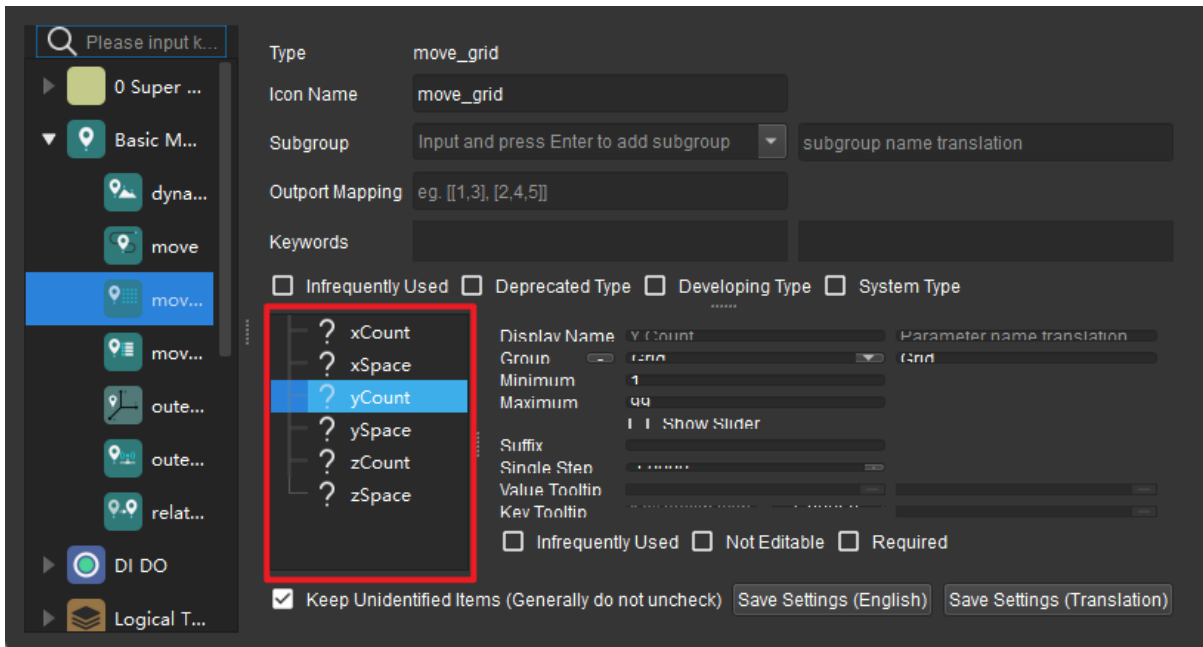 Please input k...
0 Super ...
Basic M...
dyna...
move
mov...
mov...
oute...
oute...
relat...
DI DO
Logical T...
Type move_grid
Icon Name move_grid
Subgroup Input and press Enter to add subgroup subgroup name translation
Outport Mapping eg. [[1,3], [2,4,5]]
Keywords
Infrequently Used Deprecated Type Developing Type System Type
xCount
xSpace
yCount
ySpace
zCount
zSpace
Display Name Y Count Parameter name translation
Group - Grid Grid
Minimum 1
Maximum 99
Show Slider
Suffix
Single Step
Value Tooltip
Key Tooltip
Infrequently Used Not Editable Required
Keep Unidentified Items (Generally do not uncheck) Save Settings (English) Save Settings (Translation)